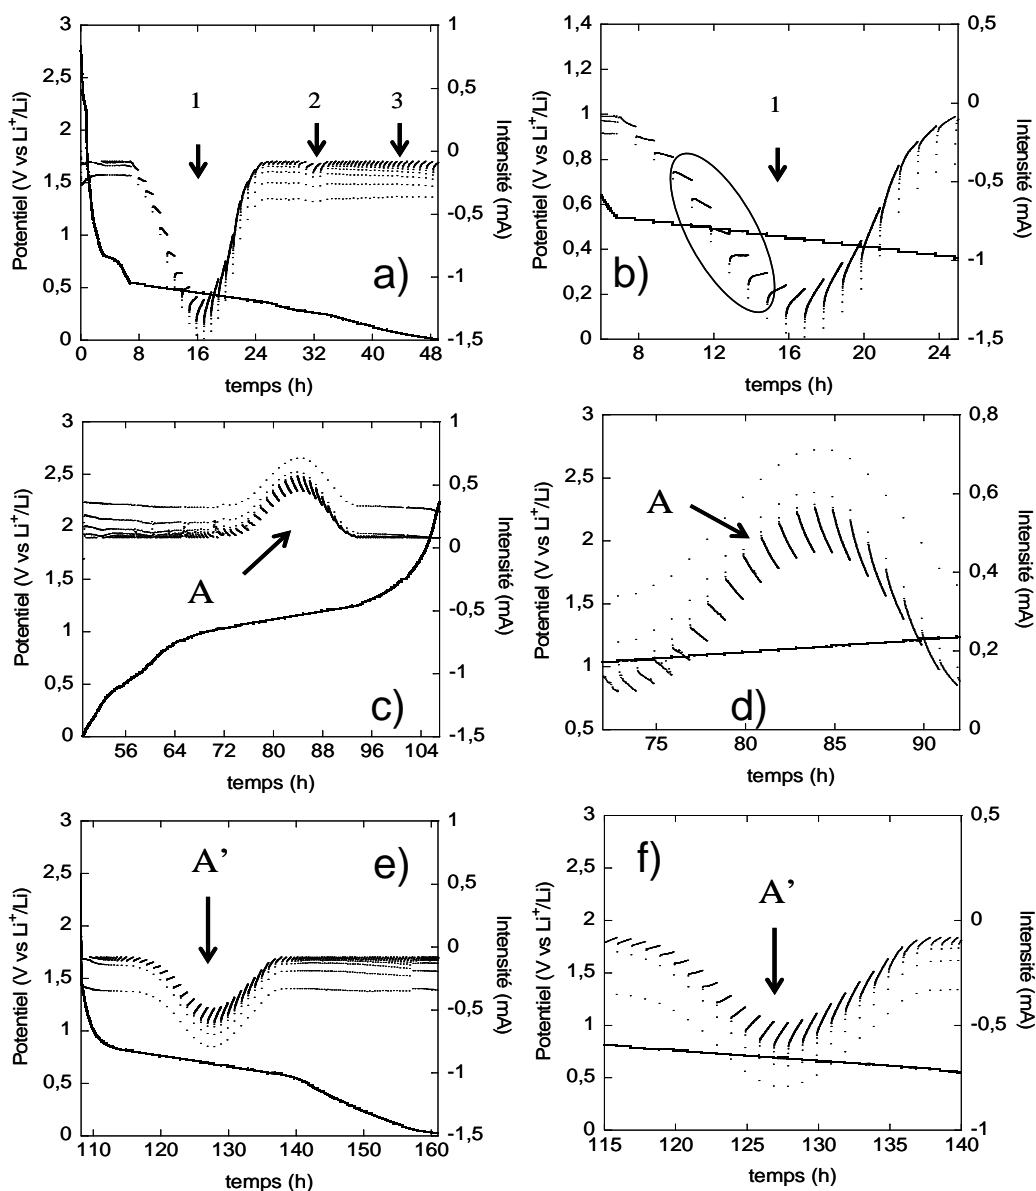 3
2,5
2
1,5
1
0,5
0
1
0,5
0
-0,5
-1
-1,5
0 8 16 24 32 40 48
Potentiel (V vs Li+/Li)
Intensité (mA)
temps (h)
1
2
3
a)
1,4
1,2
1
0,8
0,6
0,4
0,2
0
0,5
0
-0,5
-1
-1,5
8 12 16 20 24
Potentiel (V vs Li+/Li)
Intensité (mA)
temps (h)
1
b)
3
2,5
2
1,5
1
0,5
0
1
0,5
0
-0,5
-1
-1,5
56 64 72 80 88 96 104
Potentiel (V vs Li+/Li)
Intensité (mA)
temps (h)
A
c)
3
2,5
2
1,5
1
0,5
0,8
0,6
0,4
0,2
0
75 80 85 90
Potentiel (V vs Li+/Li)
Intensité (mA)
temps (h)
A
d)
3
2,5
2
1,5
1
0,5
0
1
0,5
0
-0,5
-1
-1,5
110 120 130 140 150 160
Potentiel (V vs Li+/Li)
Intensité (mA)
temps (h)
A’
e)
3
2,5
2
1,5
1
0,5
0
0,5
0
-0,5
-1
115 120 125 130 135 140
Potentiel (V vs Li+/Li)
Intensité (mA)
temps (h)
A’
f)